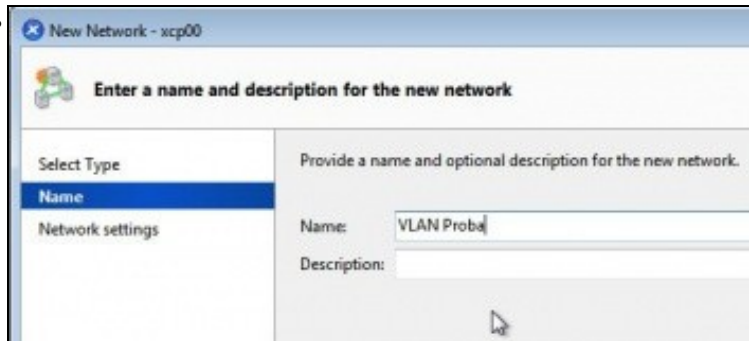 New Network - xcp00
Enter a name and description for the new network
Select Type
Name
Network settings
Provide a name and optional description for the new network.
Name: VLAN Proba
Description: